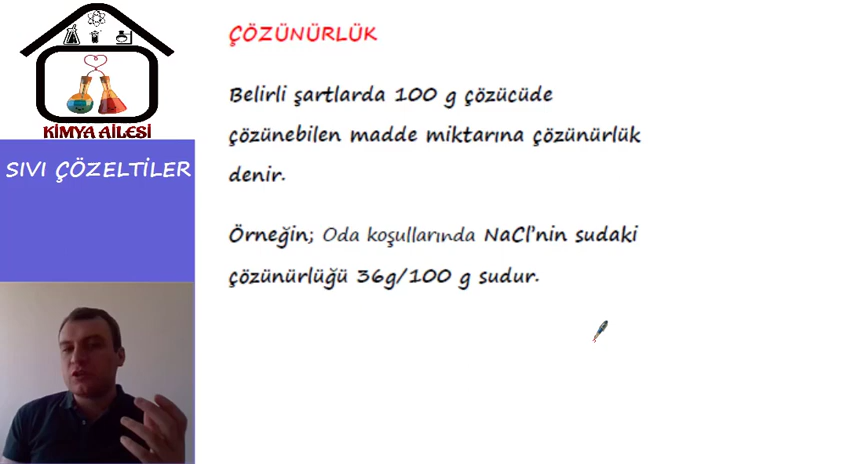 KİMYA AİLESİ
SIVI ÇÖZELTİLER
ÇÖZÜNÜRLÜK
Belirli şartlarda 100 g çözücüde
çözünebilen madde miktarına çözünürlük
denir.
Örneğin; Oda koşullarında NaCl'nin sudaki
çözünürlüğü 36g/100 g sudur.